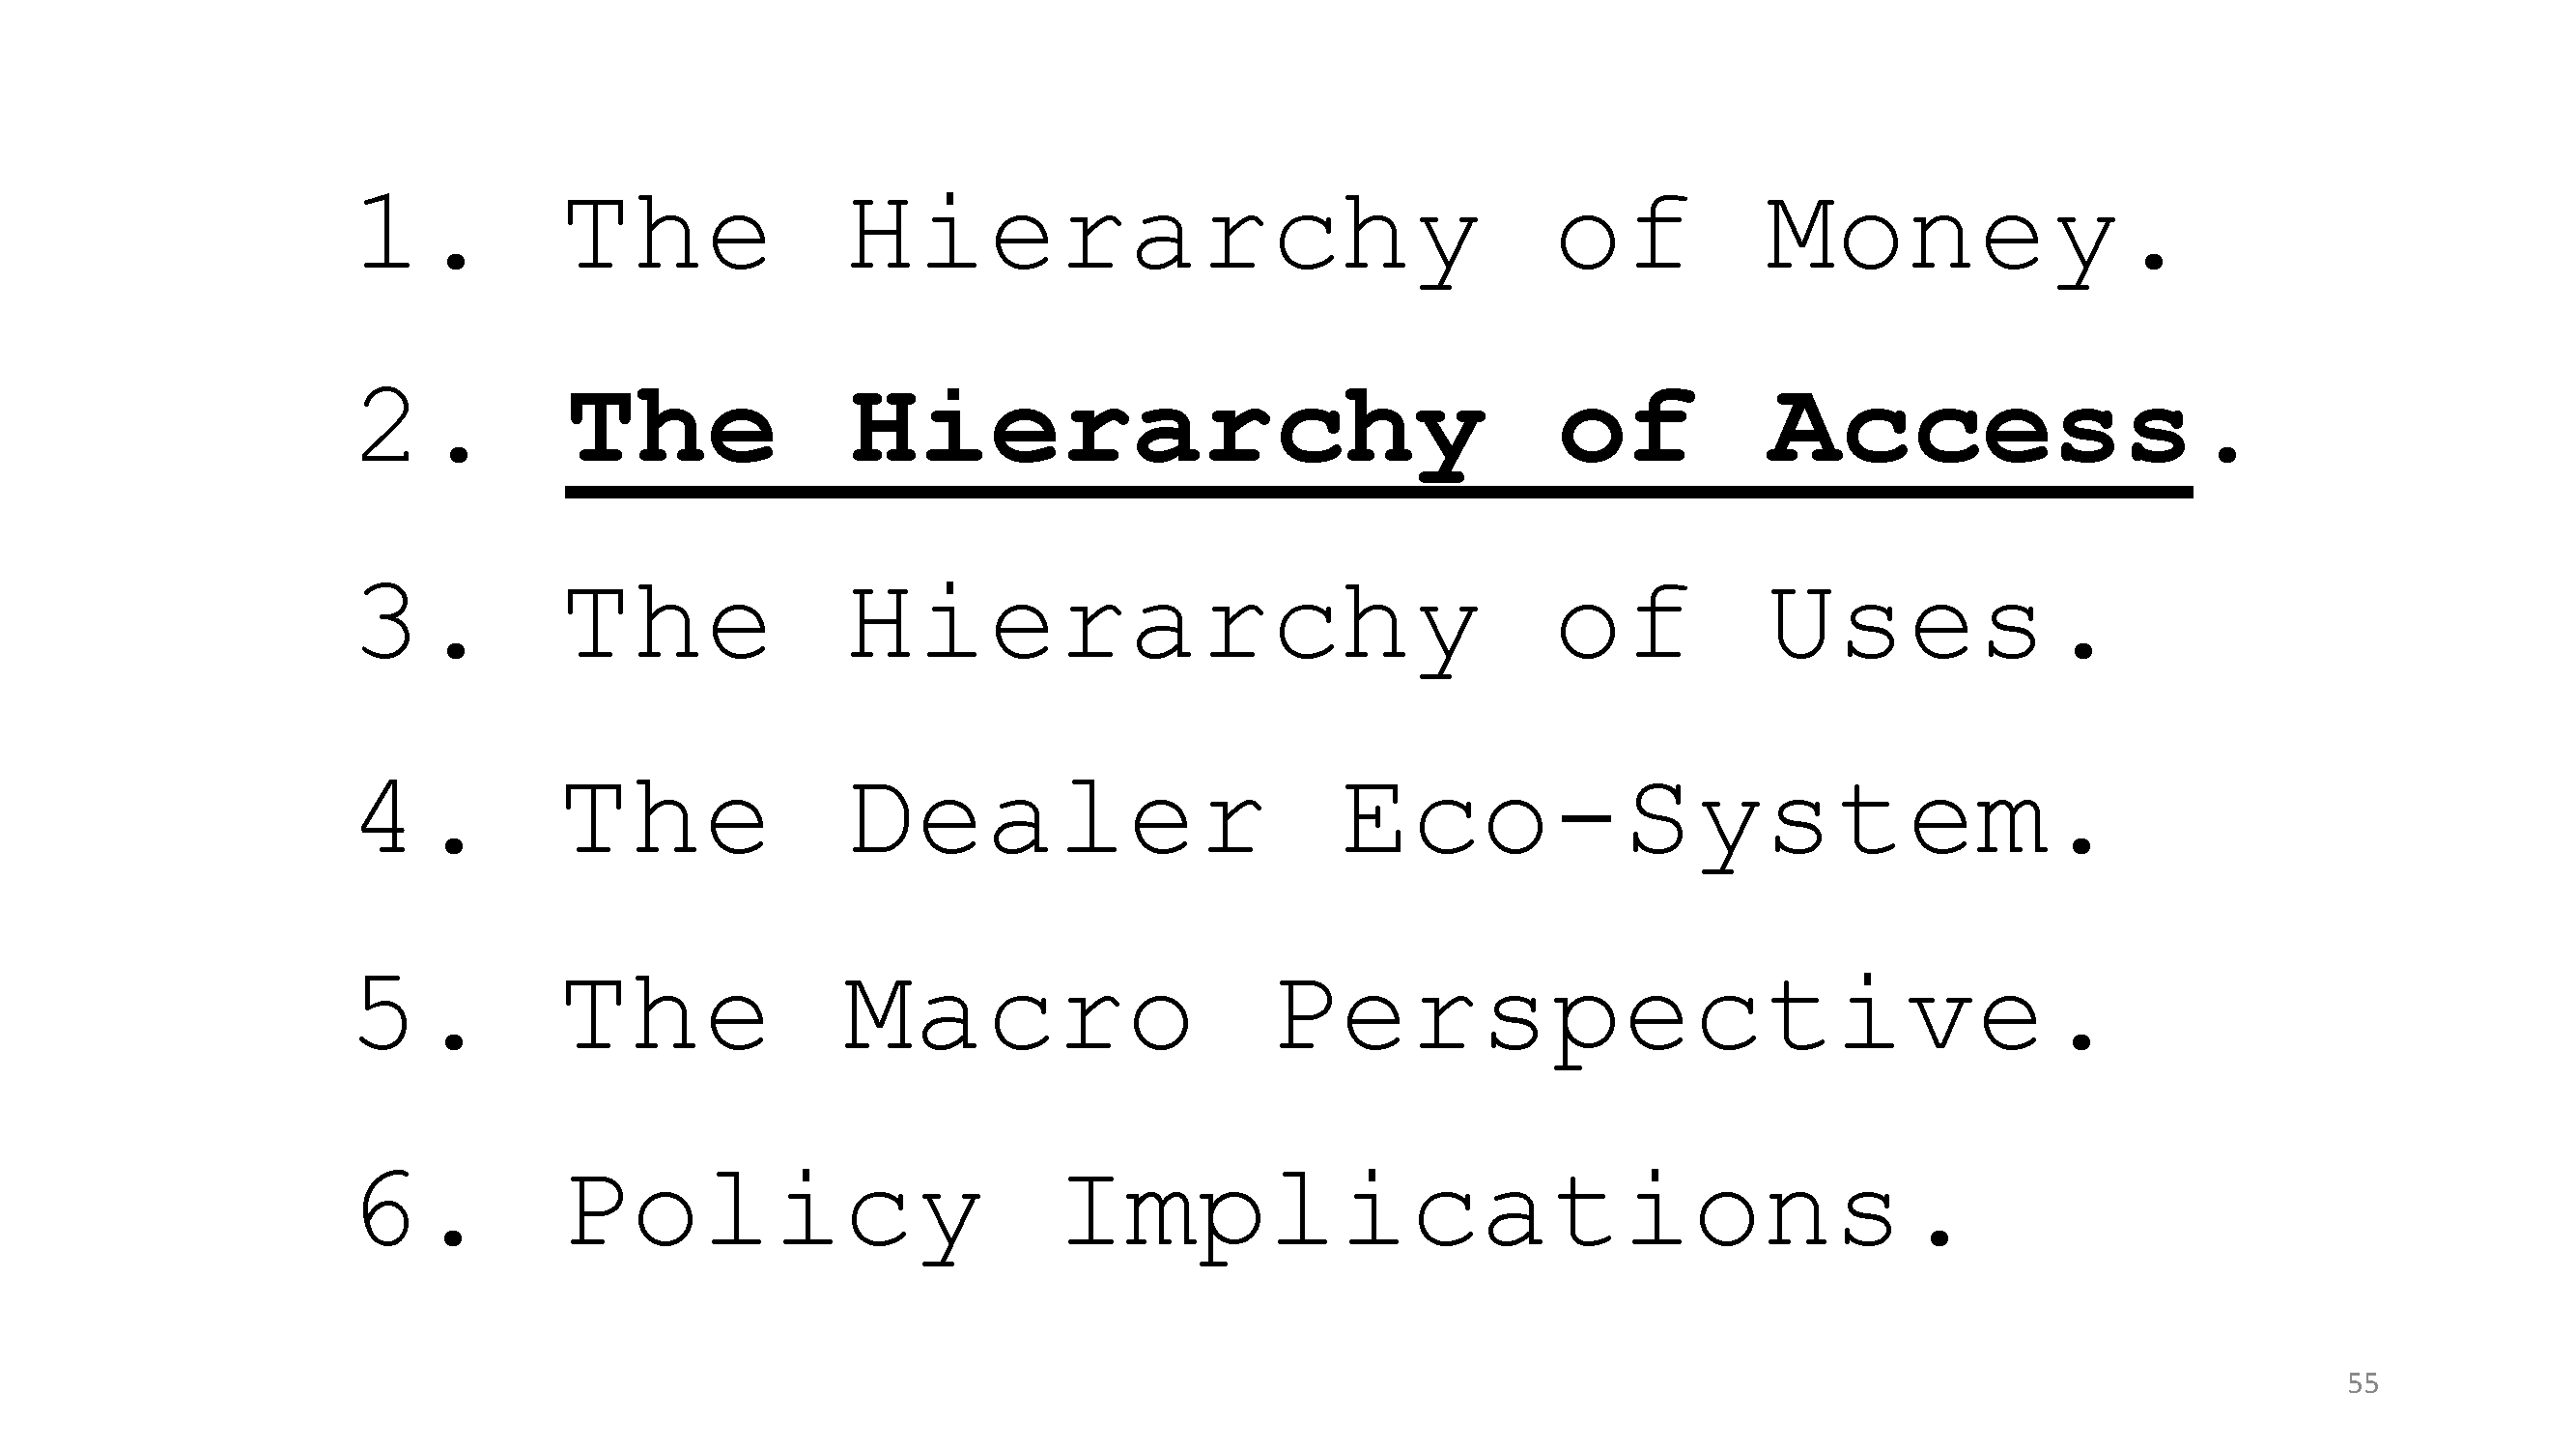 1. The Hierarchy of Money.
2. The Hierarchy of Access.
3. The Hierarchy of Uses.
4. The Dealer Eco-System.
5. The Macro Perspective.
6. Policy Implications.
55